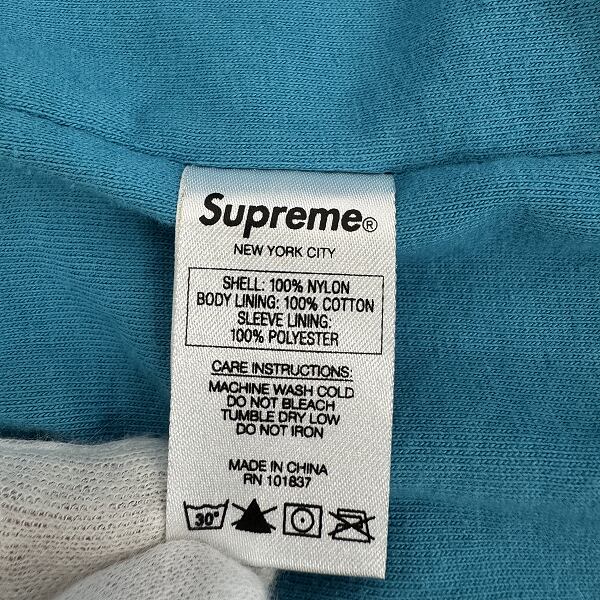 Supreme®
NEW YORK CITY
SHELL: 100% NYLON
BODY LINING: 100% COTTON
SLEEVE LINING:
100% POLYESTER
CARE INSTRUCTIONS:
MACHINE WASH COLD
DO NOT BLEACH
TUMBLE DRY LOW
DO NOT IRON
MADE IN CHINA
RN 101837
30°